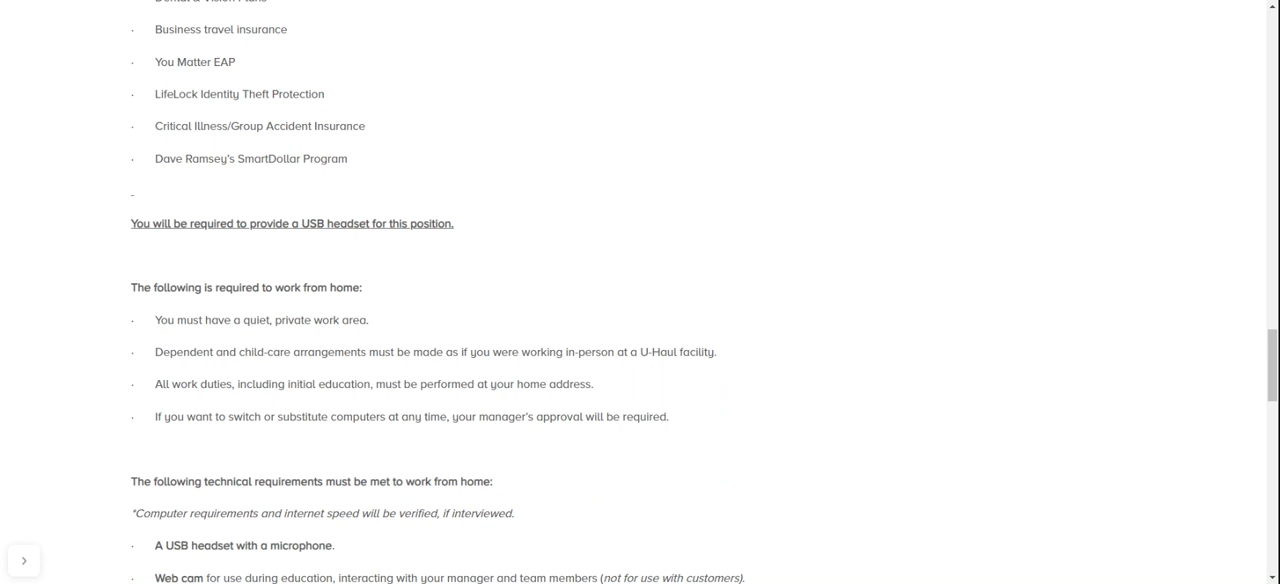 Dental & Vision Plans
· Business travel insurance
· You Matter EAP
· LifeLock Identity Theft Protection
· Critical Illness/Group Accident Insurance
· Dave Ramsey's SmartDollar Program
-
You will be required to provide a USB headset for this position.
The following is required to work from home:
· You must have a quiet, private work area.
· Dependent and child-care arrangements must be made as if you were working in-person at a U-Haul facility.
· All work duties, including initial education, must be performed at your home address.
· If you want to switch or substitute computers at any time, your manager's approval will be required.
The following technical requirements must be met to work from home:
*Computer requirements and internet speed will be verified, if interviewed.
· A USB headset with a microphone.
· Web cam for use during education, interacting with your manager and team members (not for use with customers).